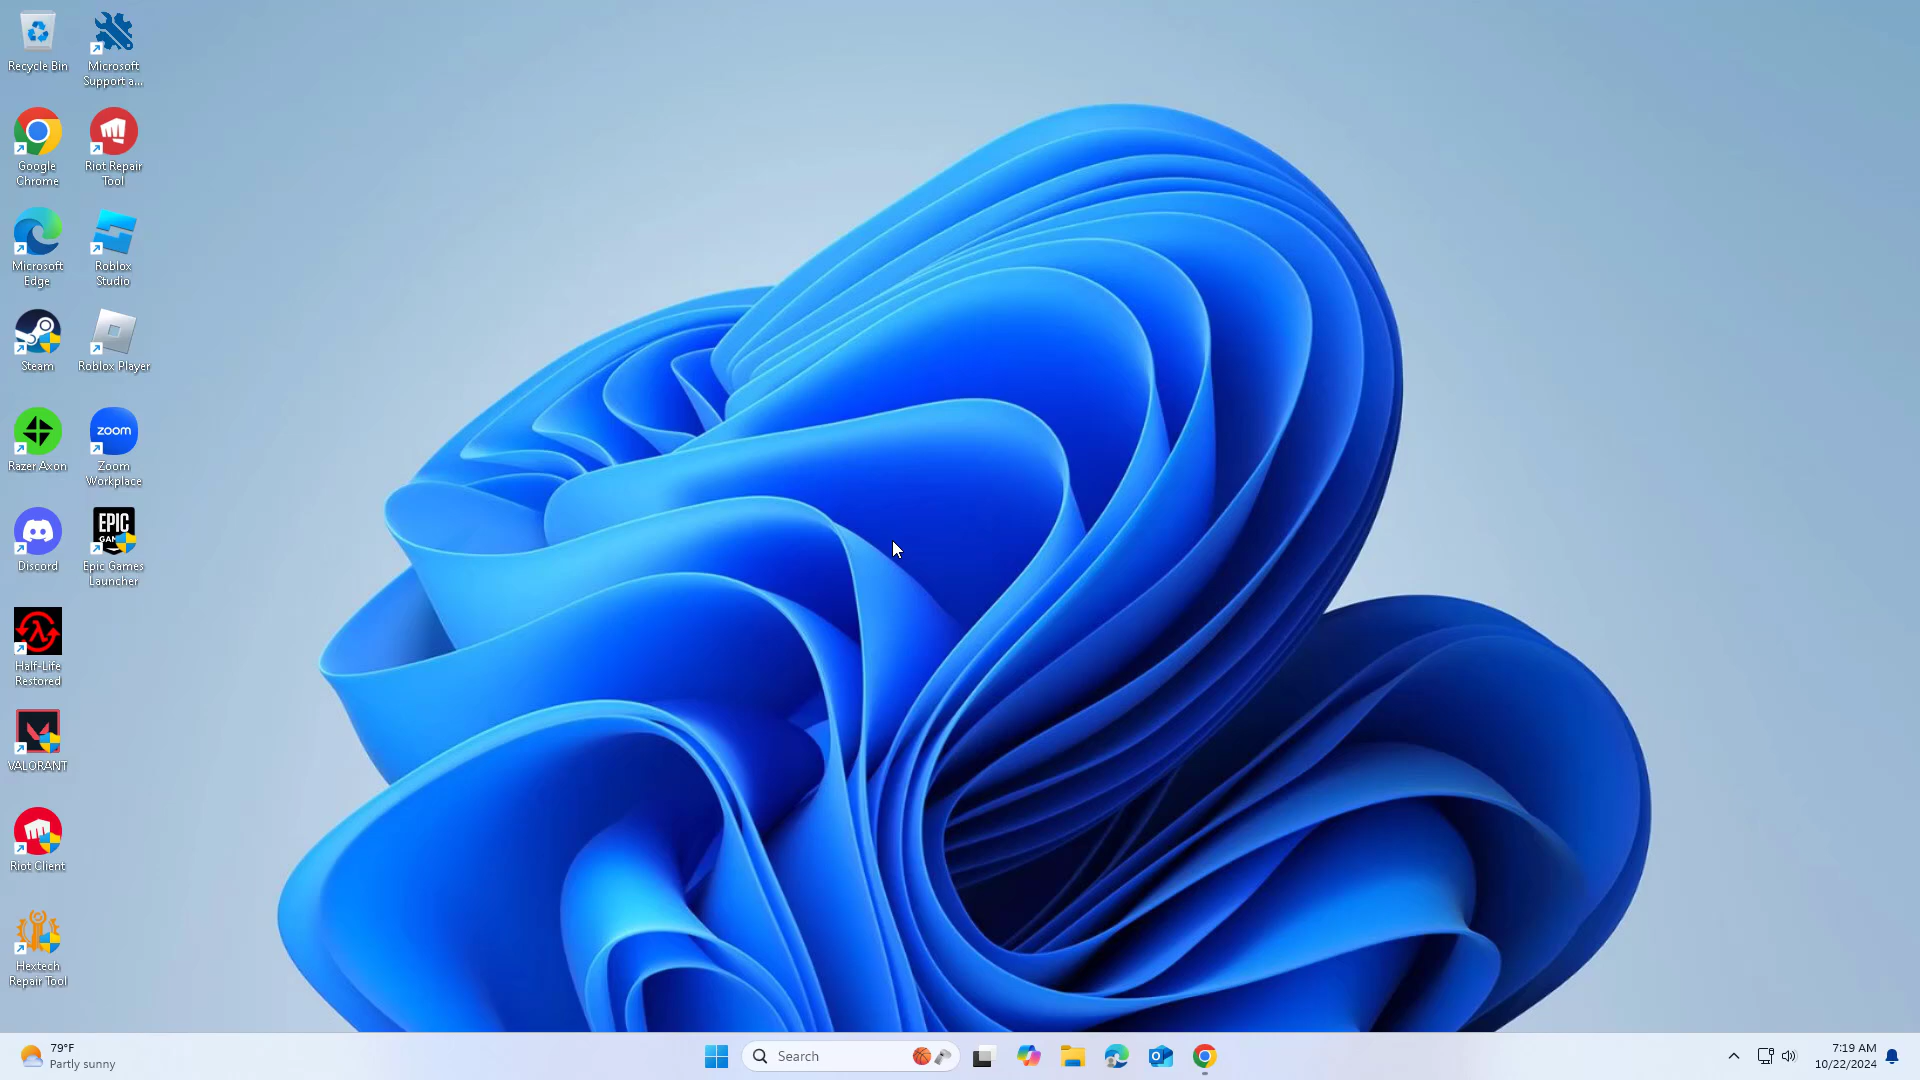 Recycle Bin
Microsoft
Support a...
Google
Chrome
Riot Repair
Tool
Microsoft
Edge
Roblox
Studio
Steam
Roblox Player
Razer Axon
zoom
Zoom
Workplace
Discord
EPIC
GAMES
Epic Games
Launcher
Half-Life
Restored
VALORANT
Riot Client
Hextech
Repair Tool
79°F
Partly sunny
Search
7:19 AM
10/22/2024